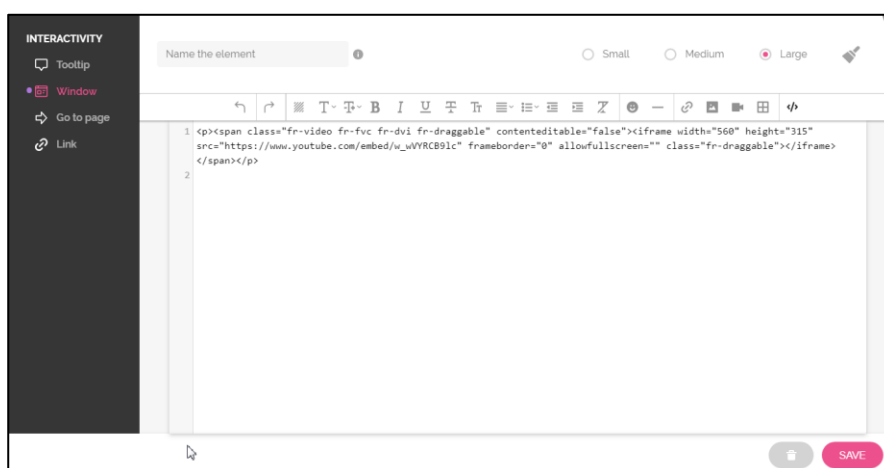 INTERACTIVITY
Tooltip
Window
Go to page
Link
Name the element
Small
Medium
Large
1 <p><span class="fr-video fr-fvc fr-dvi fr-draggable" contenteditable="false"><iframe width="560" height="315"
src="https://www.youtube.com/embed/w_wVYRCB9lc" frameborder="0" allowfullscreen="" class="fr-draggable"></iframe>
</span></p>
2
SAVE